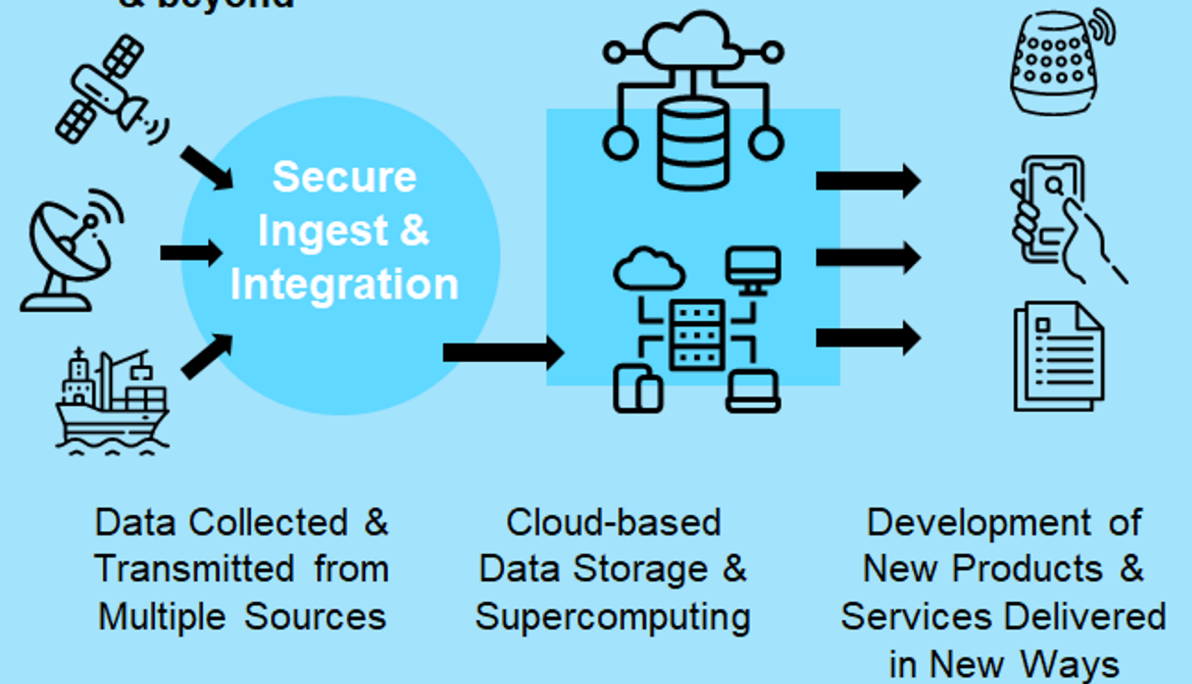 & beyond
Secure
Ingest &
Integration
Data Collected &
Transmitted from
Multiple Sources
Cloud-based
Data Storage &
Supercomputing
Development of
New Products &
Services Delivered
in New Ways